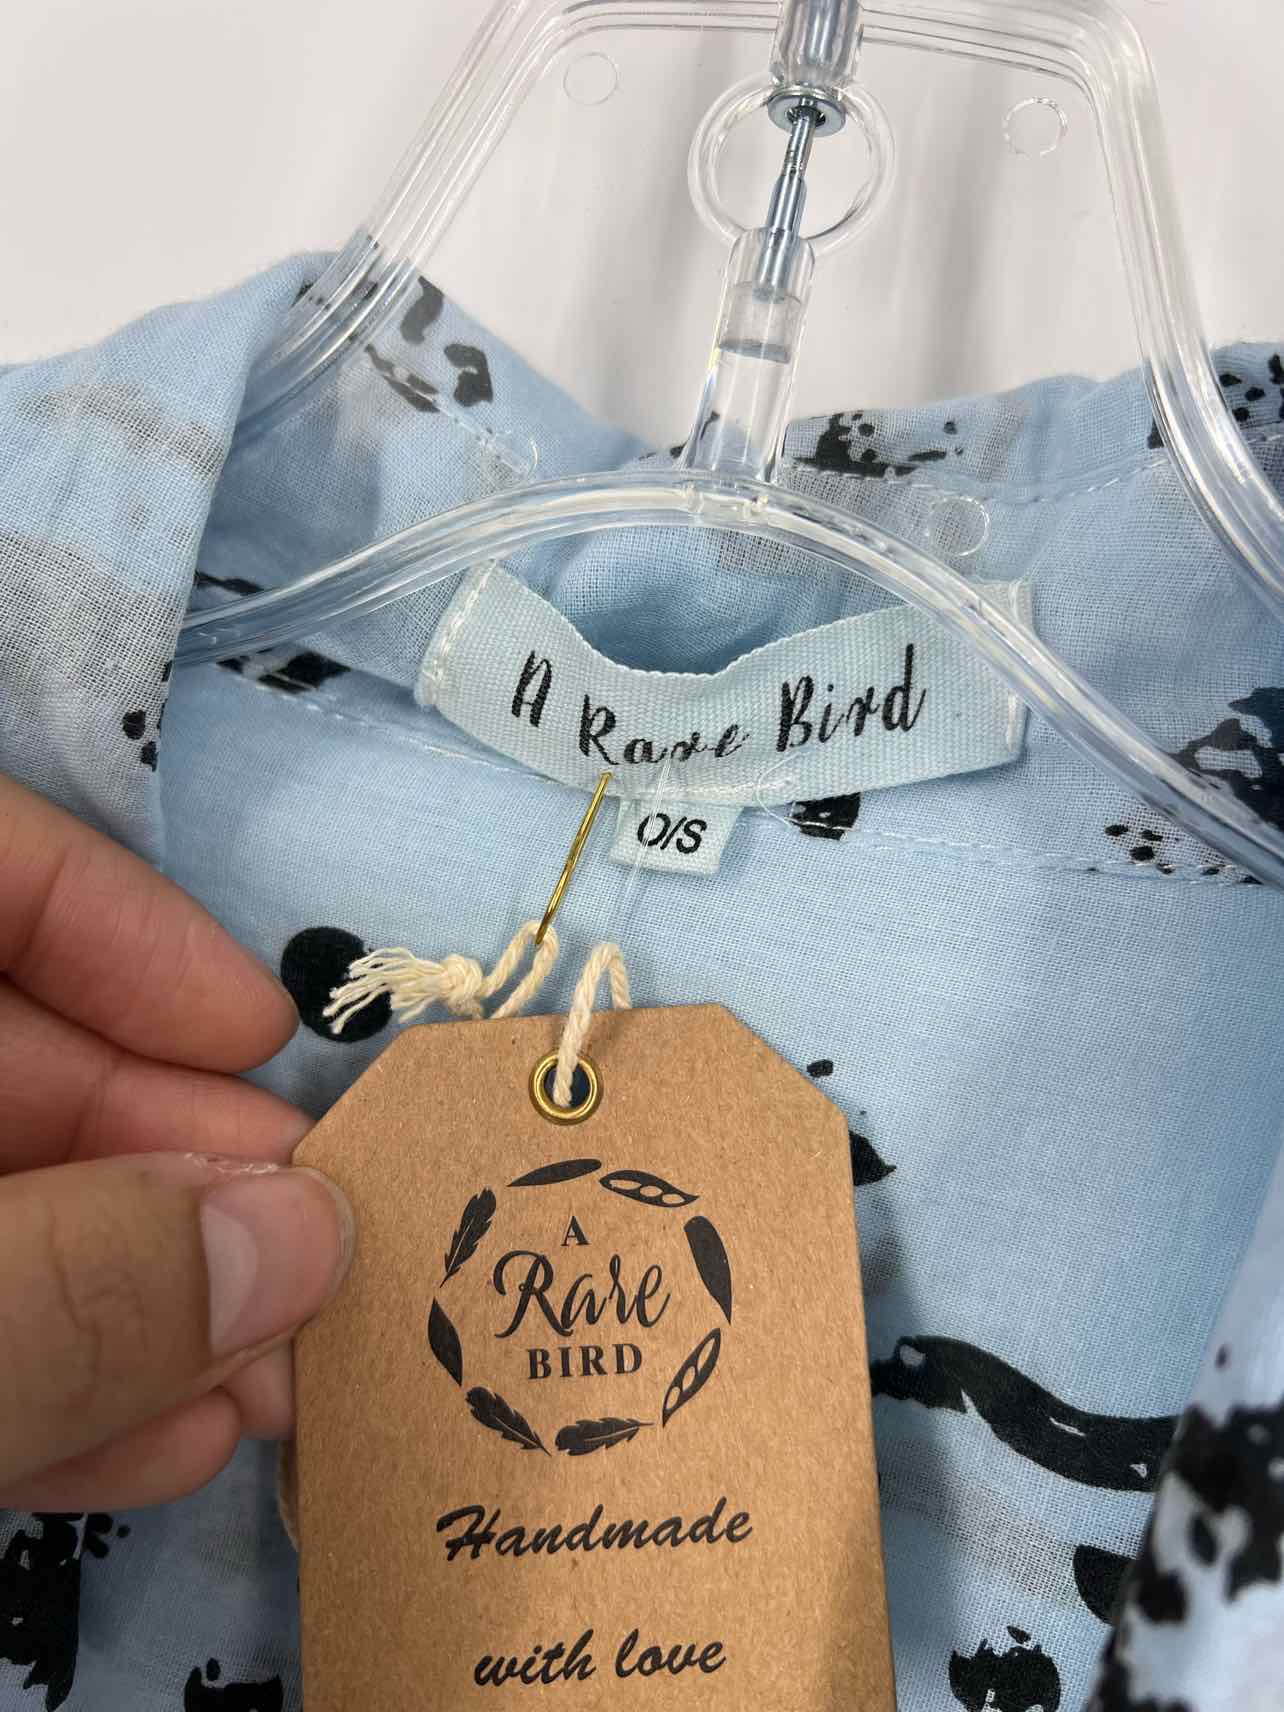 A Rare Bird
O/S
A
Rare
BIRD
Handmade
with love